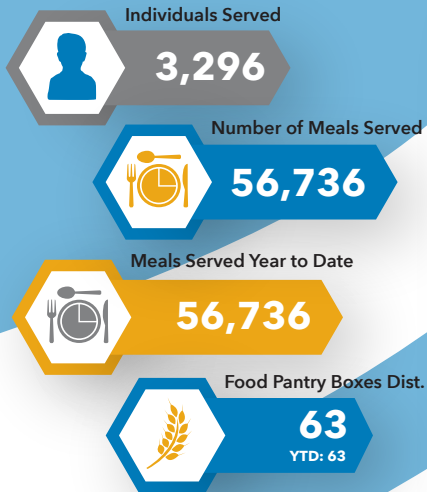 Individuals Served
3,296
Number of Meals Served
56,736
Meals Served Year to Date
56,736
Food Pantry Boxes Dist.
63
YTD: 63